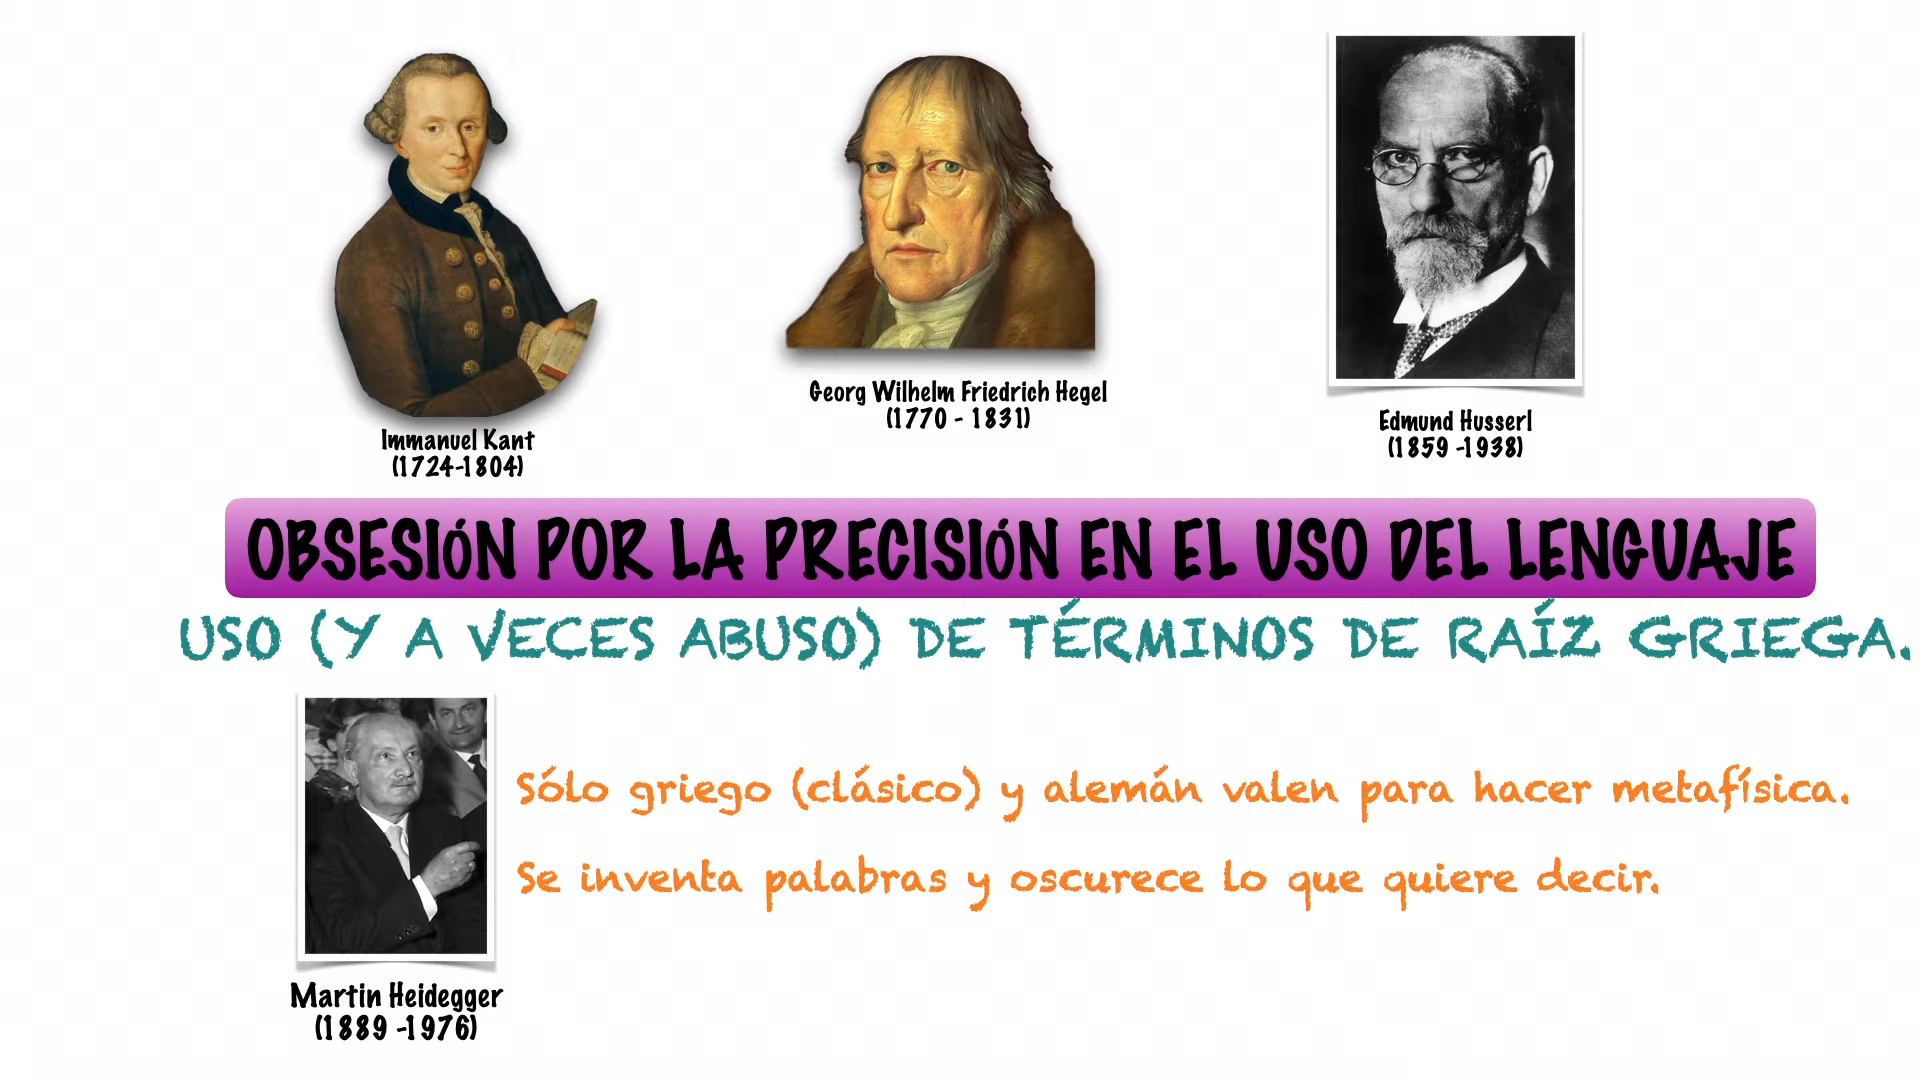 Immanuel Kant
(1724-1804)
Georg Wilhelm Friedrich Hegel
(1770 - 1831)
Edmund Husserl
(1859 -1938)
OBSESIÓN POR LA PRECISIÓN EN EL USO DEL LENGUAJE
USO (Y A VECES ABUSO) DE TÉRMINOS DE RAÍZ GRIEGA.
Sólo griego (clásico) y alemán valen para hacer metafísica.
Se inventa palabras y oscurece lo que quiere decir.
Martin Heidegger
(1889 -1976)